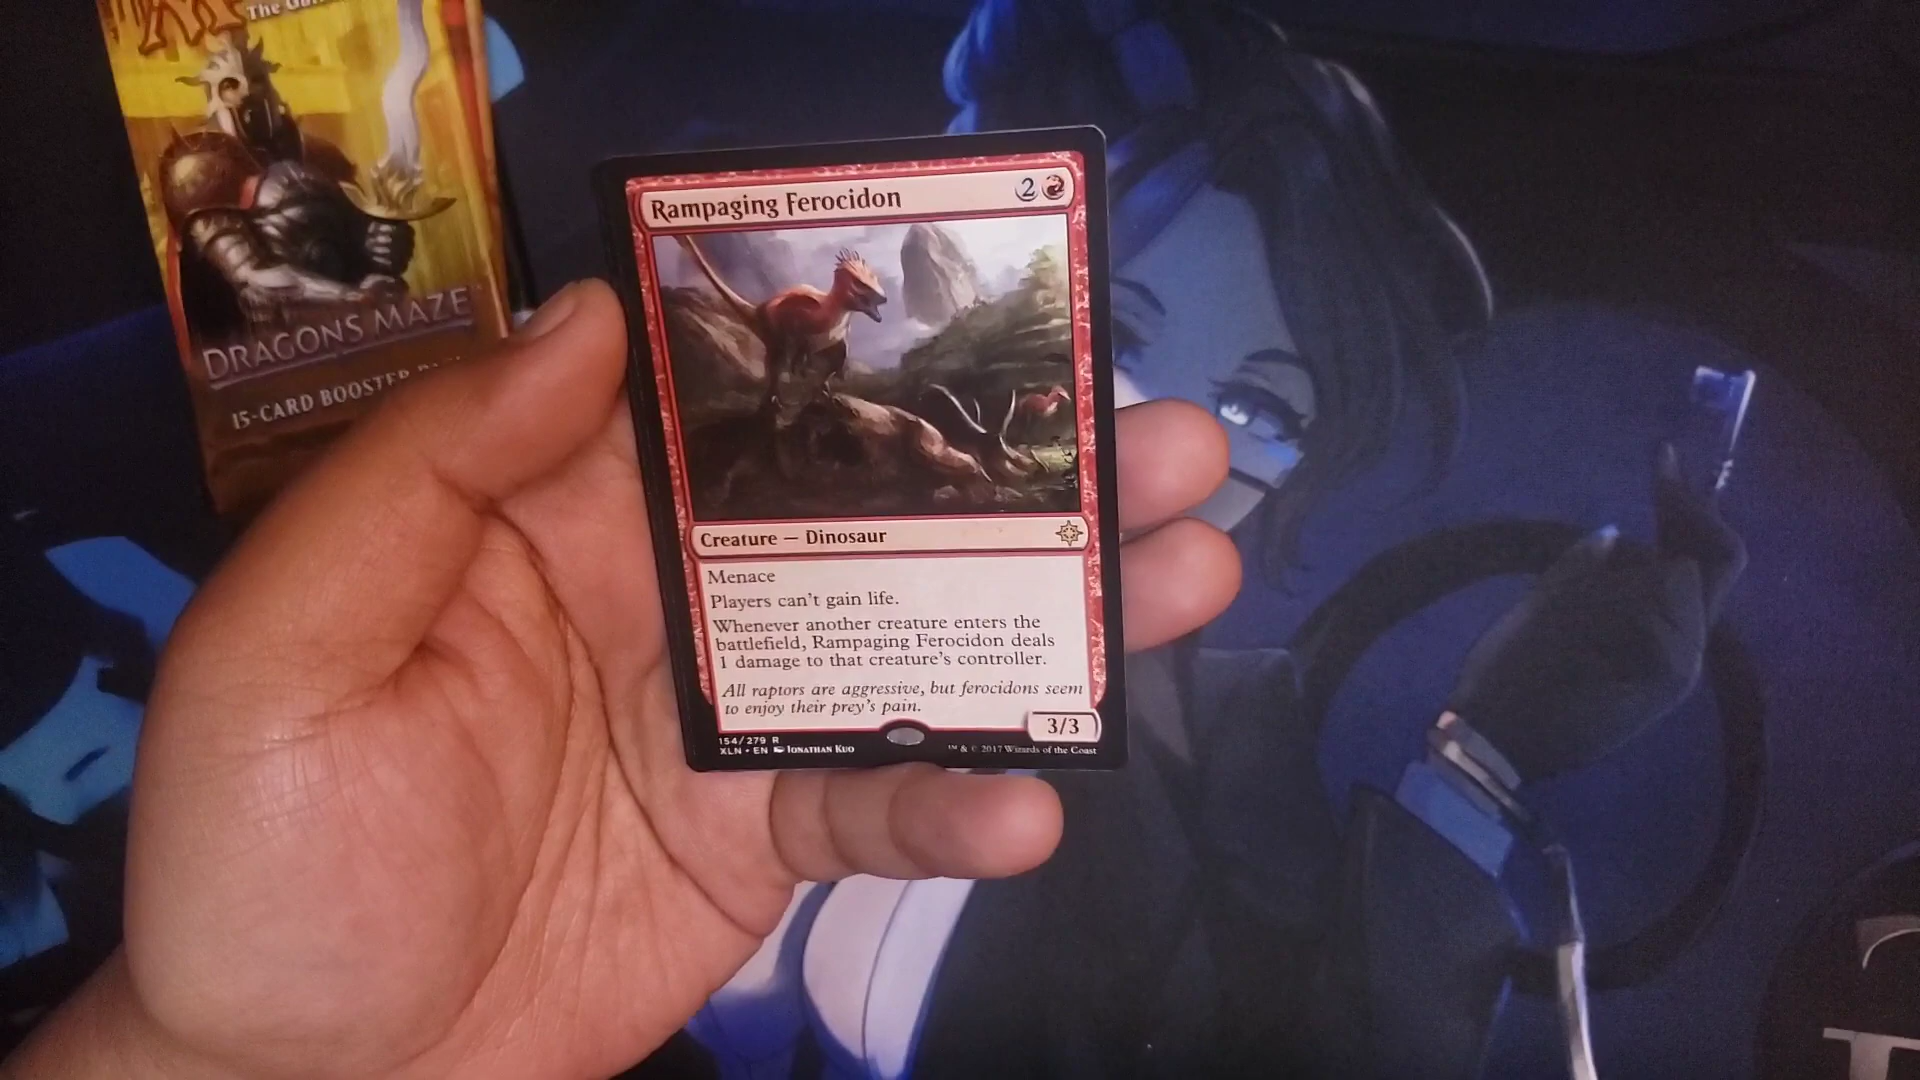 The
DRAGONS MAZE
15-CARD BOOSTER
Rampaging Ferocidon
2
Creature — Dinosaur
Menace
Players can't gain life.
Whenever another creature enters the
battlefield, Rampaging Ferocidon deals
1 damage to that creature's controller.
All raptors are aggressive, but ferocidons seem
to enjoy their prey's pain.
3/3
154/279 R
XLN • EN Jonathan Kuo
™ & © 2017 Wizards of the Coast